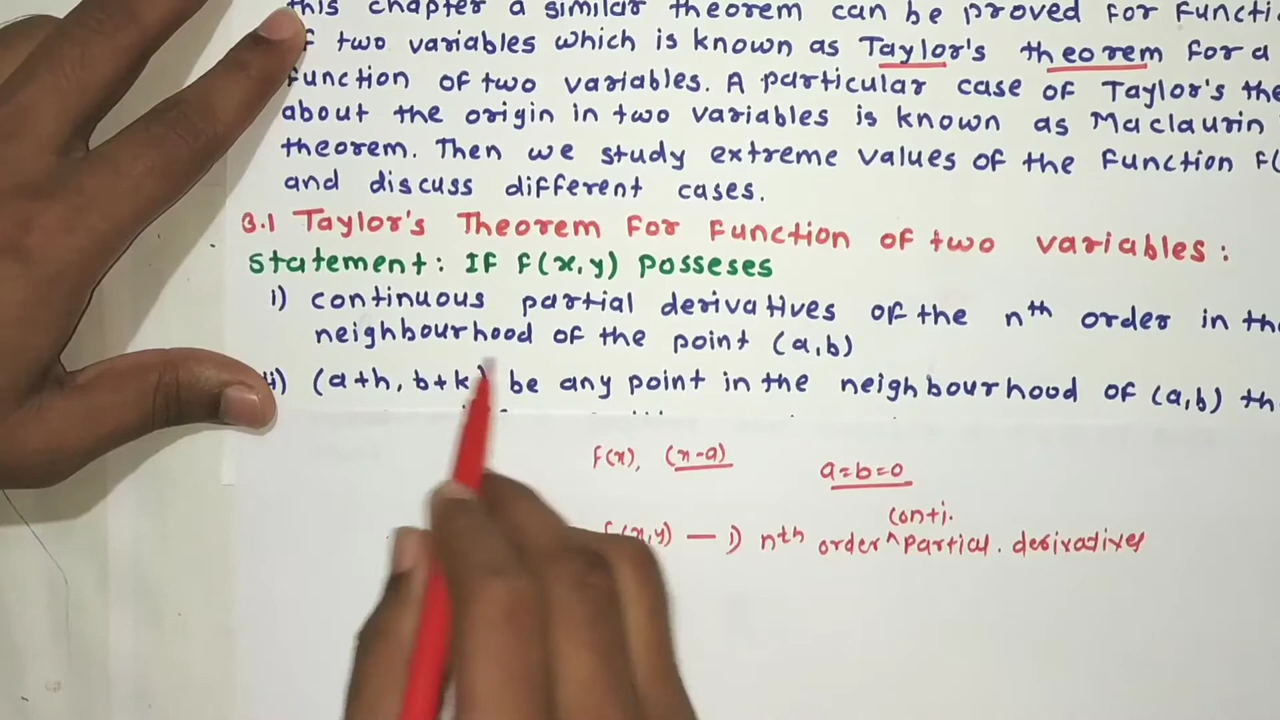 this chapter a similar theorem can be proved for functi
f two variables which is known as Taylor's theorem for a
function of two variables. A particular case of Taylor's the
about the origin in two variables is known as Maclaurin
theorem. Then we study extreme values of the function f(
and discuss different cases.
3.1 Taylor's Theorem for function of two variables:
Statement: If f(x,y) posseses
i) continuous partial derivatives of the nth order in th
neighbourhood of the point (a,b)
ii) (a+h, b+k) be any point in the neighbourhood of (a,b) th
f(x), (x-a) a=b=0
conti.
f(x,y) — 1) nth order ^ partial. derivatives